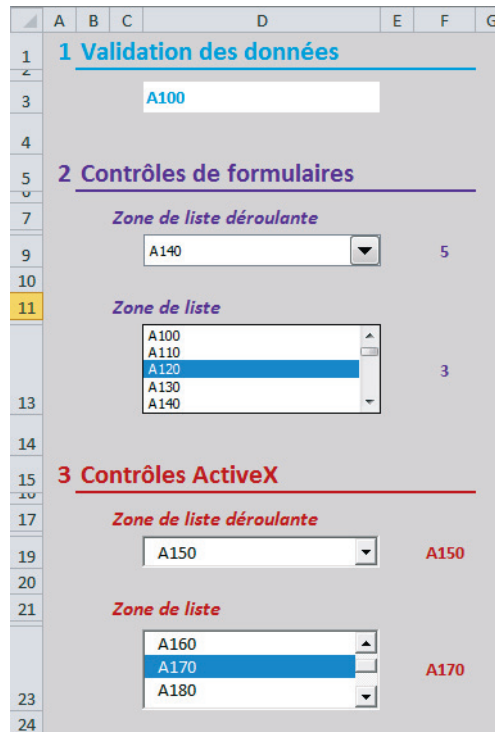 A B C D E F G
1 1 Validation des données
2
3 A100
4
5 2 Contrôles de formulaires
7 Zone de liste déroulante
9 A140 5
10
11 Zone de liste
A100
A110
A120 3
A130
13 A140
14
15 3 Contrôles ActiveX
16
17 Zone de liste déroulante
19 A150 A150
20
21 Zone de liste
A160
A170 A170
23 A180
24